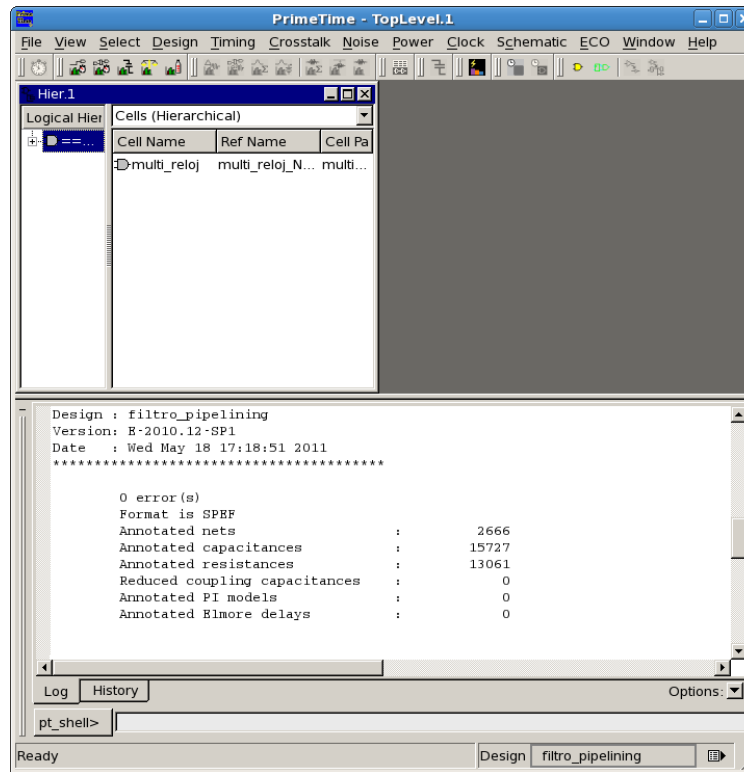 PrimeTime - TopLevel.1
File View Select Design Timing Crosstalk Noise Power Clock Schematic ECO Window Help
Hier.1
Logical Hier
Cells (Hierarchical)
==...
Cell Name Ref Name Cell Pa
multi_reloj multi_reloj_N... multi...
Design : filtro_pipelining
Version: E-2010.12-SP1
Date : Wed May 18 17:18:51 2011
****************************************
0 error(s)
Format is SPEF
Annotated nets : 2666
Annotated capacitances : 15727
Annotated resistances : 13061
Reduced coupling capacitances : 0
Annotated PI models : 0
Annotated Elmore delays : 0
Log History
Options:
pt_shell>
Ready
Design filtro_pipelining